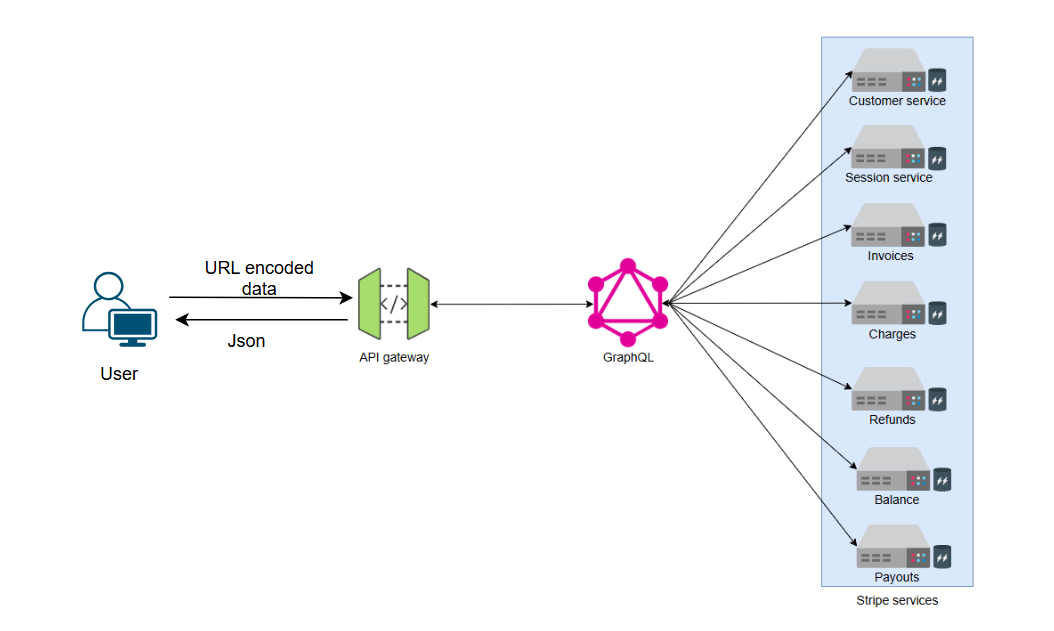 URL encoded
data
Json
User
API gateway
GraphQL
Customer service
Session service
Invoices
Charges
Refunds
Balance
Payouts
Stripe services